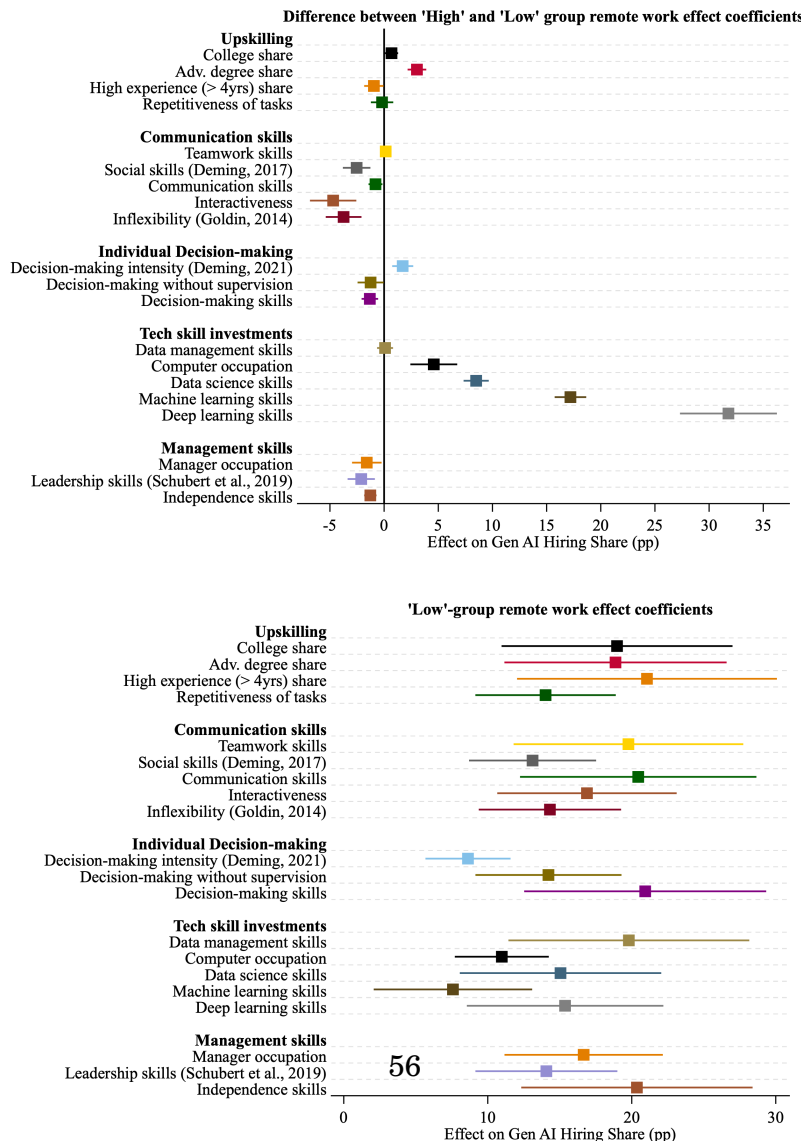 Difference between 'High' and 'Low' group remote work effect coefficients
Upskilling
College share
Adv. degree share
High experience (> 4yrs) share
Repetitiveness of tasks
Communication skills
Teamwork skills
Social skills (Deming, 2017)
Communication skills
Interactiveness
Inflexibility (Goldin, 2014)
Individual Decision-making
Decision-making intensity (Deming, 2021)
Decision-making without supervision
Decision-making skills
Tech skill investments
Data management skills
Computer occupation
Data science skills
Machine learning skills
Deep learning skills
Management skills
Manager occupation
Leadership skills (Schubert et al., 2019)
Independence skills
-5 0 5 10 15 20 25 30 35
Effect on Gen AI Hiring Share (pp)
'Low'-group remote work effect coefficients
Upskilling
College share
Adv. degree share
High experience (> 4yrs) share
Repetitiveness of tasks
Communication skills
Teamwork skills
Social skills (Deming, 2017)
Communication skills
Interactiveness
Inflexibility (Goldin, 2014)
Individual Decision-making
Decision-making intensity (Deming, 2021)
Decision-making without supervision
Decision-making skills
Tech skill investments
Data management skills
Computer occupation
Data science skills
Machine learning skills
Deep learning skills
Management skills
Manager occupation
56
Leadership skills (Schubert et al., 2019)
Independence skills
0 10 20 30
Effect on Gen AI Hiring Share (pp)